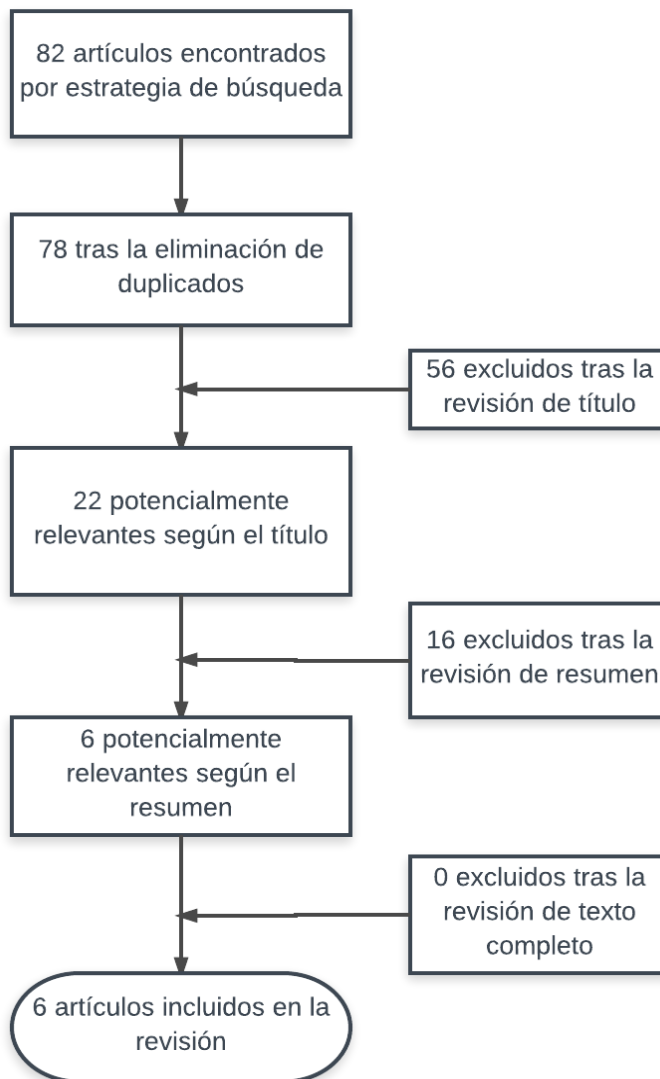 82 artículos encontrados
por estrategia de búsqueda
78 tras la eliminación de
duplicados
56 excluidos tras la
revisión de título
22 potencialmente
relevantes según el título
16 excluidos tras la
revisión de resumen
6 potencialmente
relevantes según el
resumen
0 excluidos tras la
revisión de texto
completo
6 artículos incluidos en la
revisión